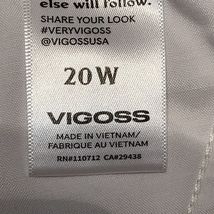 else will follow.
SHARE YOUR LOOK
#VERYVIGOSS
@VIGOSSUSA
20W
VIGOSS
MADE IN VIETNAM/
FABRIQUE AU VIETNAM
RN#110712 CA#29438